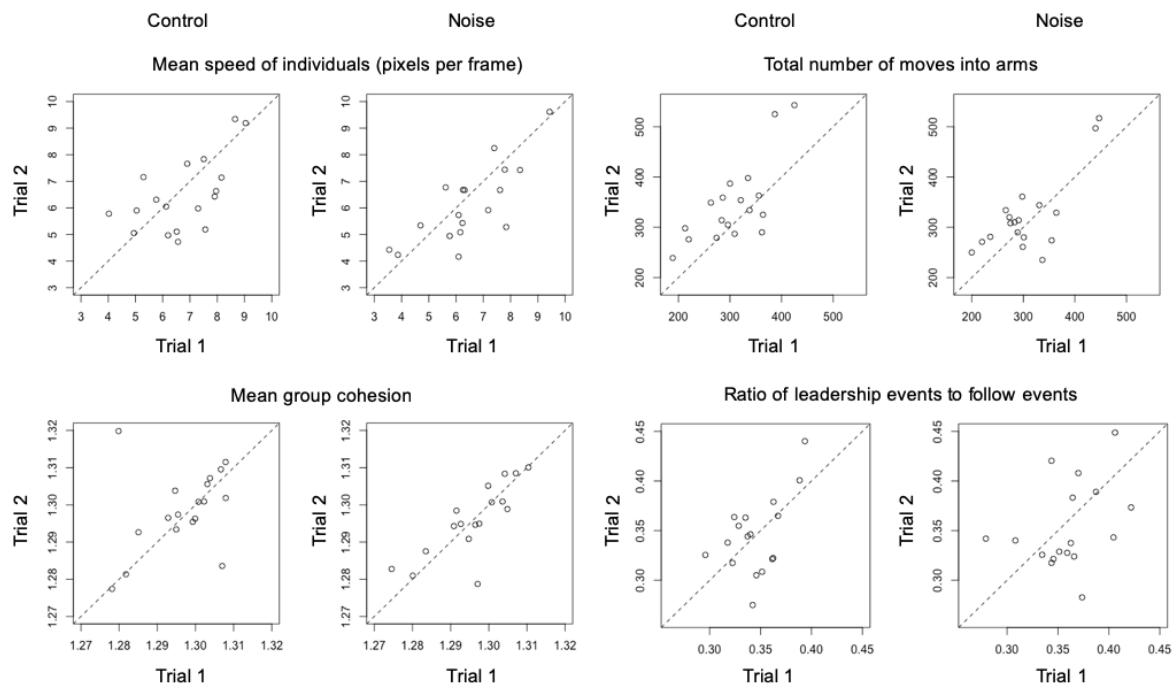 Control Noise Control Noise
Mean speed of individuals (pixels per frame) Total number of moves into arms
Trial 2
3 4 5 6 7 8 9 10
3 4 5 6 7 8 9 10
Trial 1
Trial 2
3 4 5 6 7 8 9 10
3 4 5 6 7 8 9 10
Trial 1
Trial 2
200 300 400 500
200 300 400 500
Trial 1
Trial 2
200 300 400 500
200 300 400 500
Trial 1
Mean group cohesion Ratio of leadership events to follow events
Trial 2
1.27 1.28 1.29 1.30 1.31 1.32
1.27 1.28 1.29 1.30 1.31 1.32
Trial 1
Trial 2
1.27 1.28 1.29 1.30 1.31 1.32
1.27 1.28 1.29 1.30 1.31 1.32
Trial 1
Trial 2
0.30 0.35 0.40 0.45
0.30 0.35 0.40 0.45
Trial 1
Trial 2
0.30 0.35 0.40 0.45
0.30 0.35 0.40 0.45
Trial 1